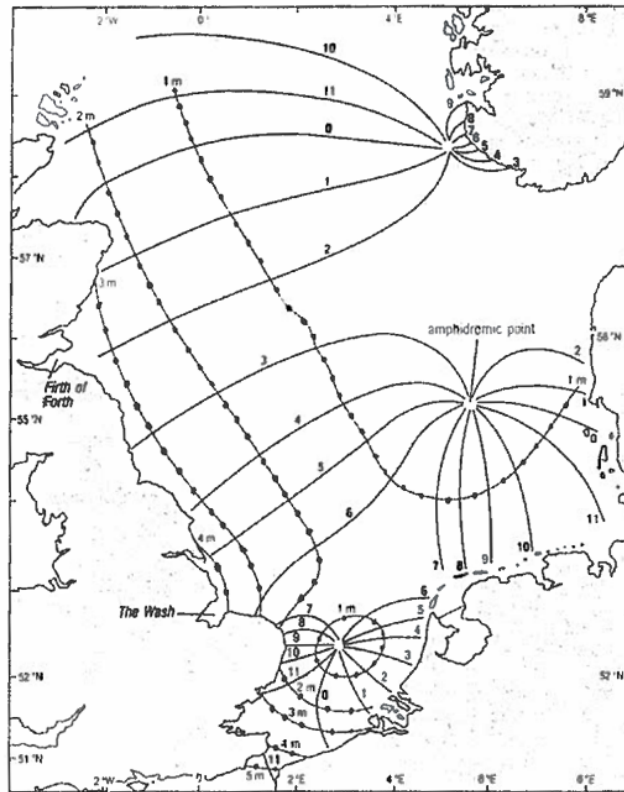 2 °W
0°
4 °E
8 °E
10
1 m
11
59 °N
2 m
9
8
7
6
5
4
3
0
1
2
57 °N
3 m
amphidromic point
56 °N
2
3
1 m
Firth of
Forth
55 °N
4
5
6
11
4 m
7
8
9
10
The Wash
7
1 m
6
8
5
9
4
10
3
52 °N
11
2
52 °N
2 m
0
1
3 m
4 m
51 °N
11
51 °N
5 m
2 °W
2 °E
4 °E
6 °E
8 °E